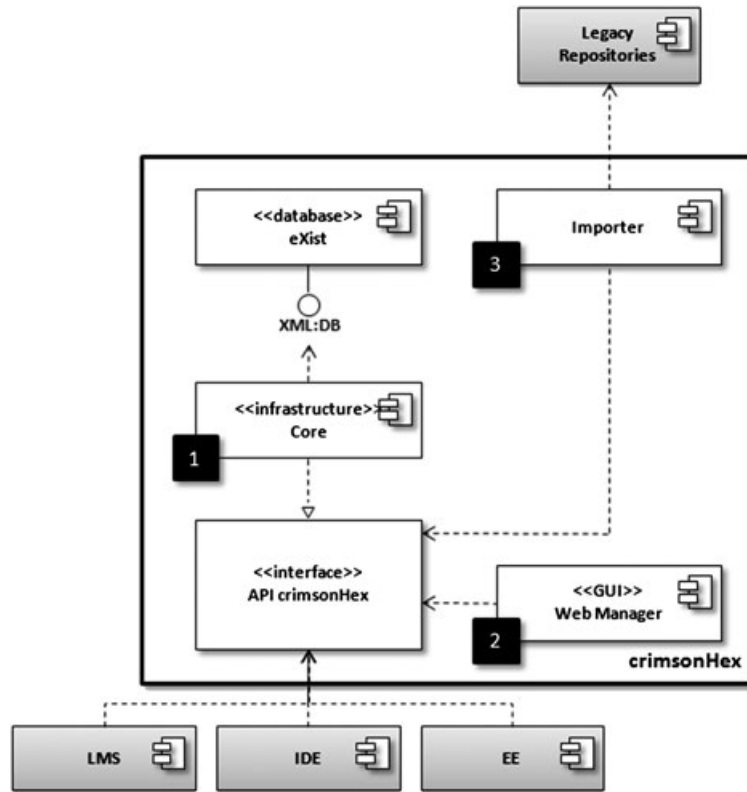 Legacy
Repositories
<<database>>
eXist
Importer
3
XML:DB
<<infrastructure>>
Core
1
<<interface>>
API crimsonHex
<<GUI>>
Web Manager
2
crimsonHex
LMS
IDE
EE